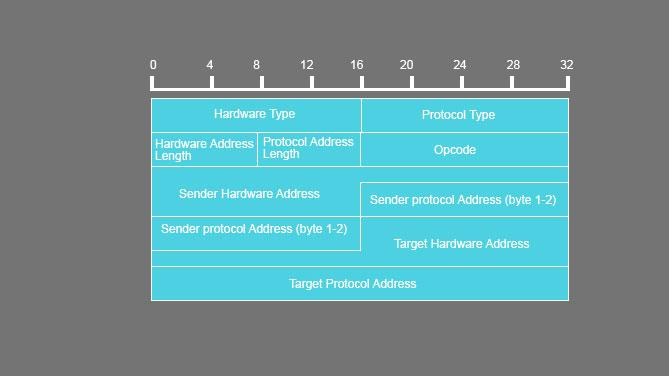 0 4 8 12 16 20 24 28 32
Hardware Type
Protocol Type
Hardware Address
Length
Protocol Address
Length
Opcode
Sender Hardware Address
Sender protocol Address (byte 1-2)
Sender protocol Address (byte 1-2)
Target Hardware Address
Target Protocol Address